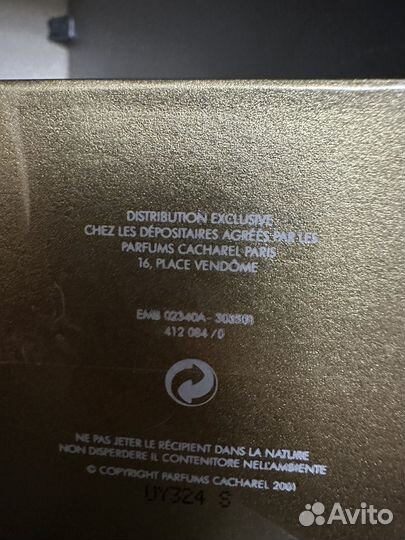 DISTRIBUTION EXCLUSIVE
CHEZ LES DÉPOSITAIRES AGRÉÉS PAR LES
PARFUMS CACHAREL PARIS
16, PLACE VENDÔME
EMB 02340A - 303501
412 084 /0
NE PAS JETER LE RÉCIPIENT DANS LA NATURE
NON DISPERDERE IL CONTENITORE NELL'AMBIENTE
© COPYRIGHT PARFUMS CACHAREL 2001
UY324 S
Avito